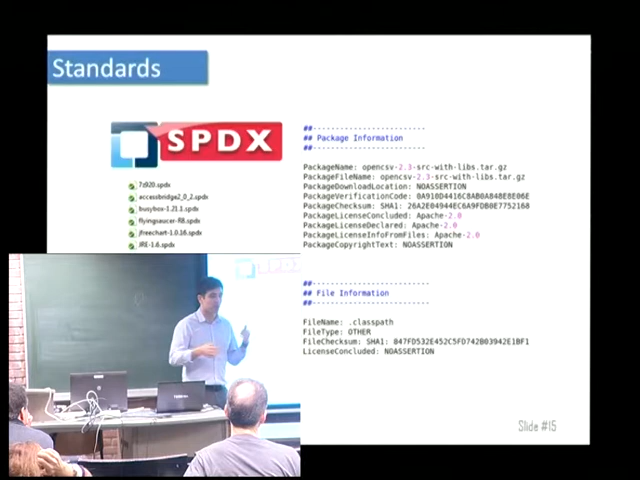 Standards
SPDX
7z920.spdx
accessbridge2_0_2.spdx
busybox-1.21.1.spdx
flyingsaucer-R8.spdx
jfreechart-1.0.16.spdx
JRE-1.6.spdx
##--------------------------
## Package Information
##--------------------------
PackageName: opencsv-2.3-src-with-libs.tar.gz
PackageFileName: opencsv-2.3-src-with-libs.tar.gz
PackageDownloadLocation: NOASSERTION
PackageVerificationCode:
PackageChecksum: SHA1:
PackageLicenseConcluded: Apache-2.0
PackageLicenseDeclared: Apache-2.0
PackageLicenseInfoFromFiles: Apache-2.0
PackageCopyrightText: NOASSERTION
##--------------------------
## File Information
##--------------------------
FileName: .classpath
FileType: OTHER
FileChecksum: SHA1:
LicenseConcluded: NOASSERTION
Slide #15